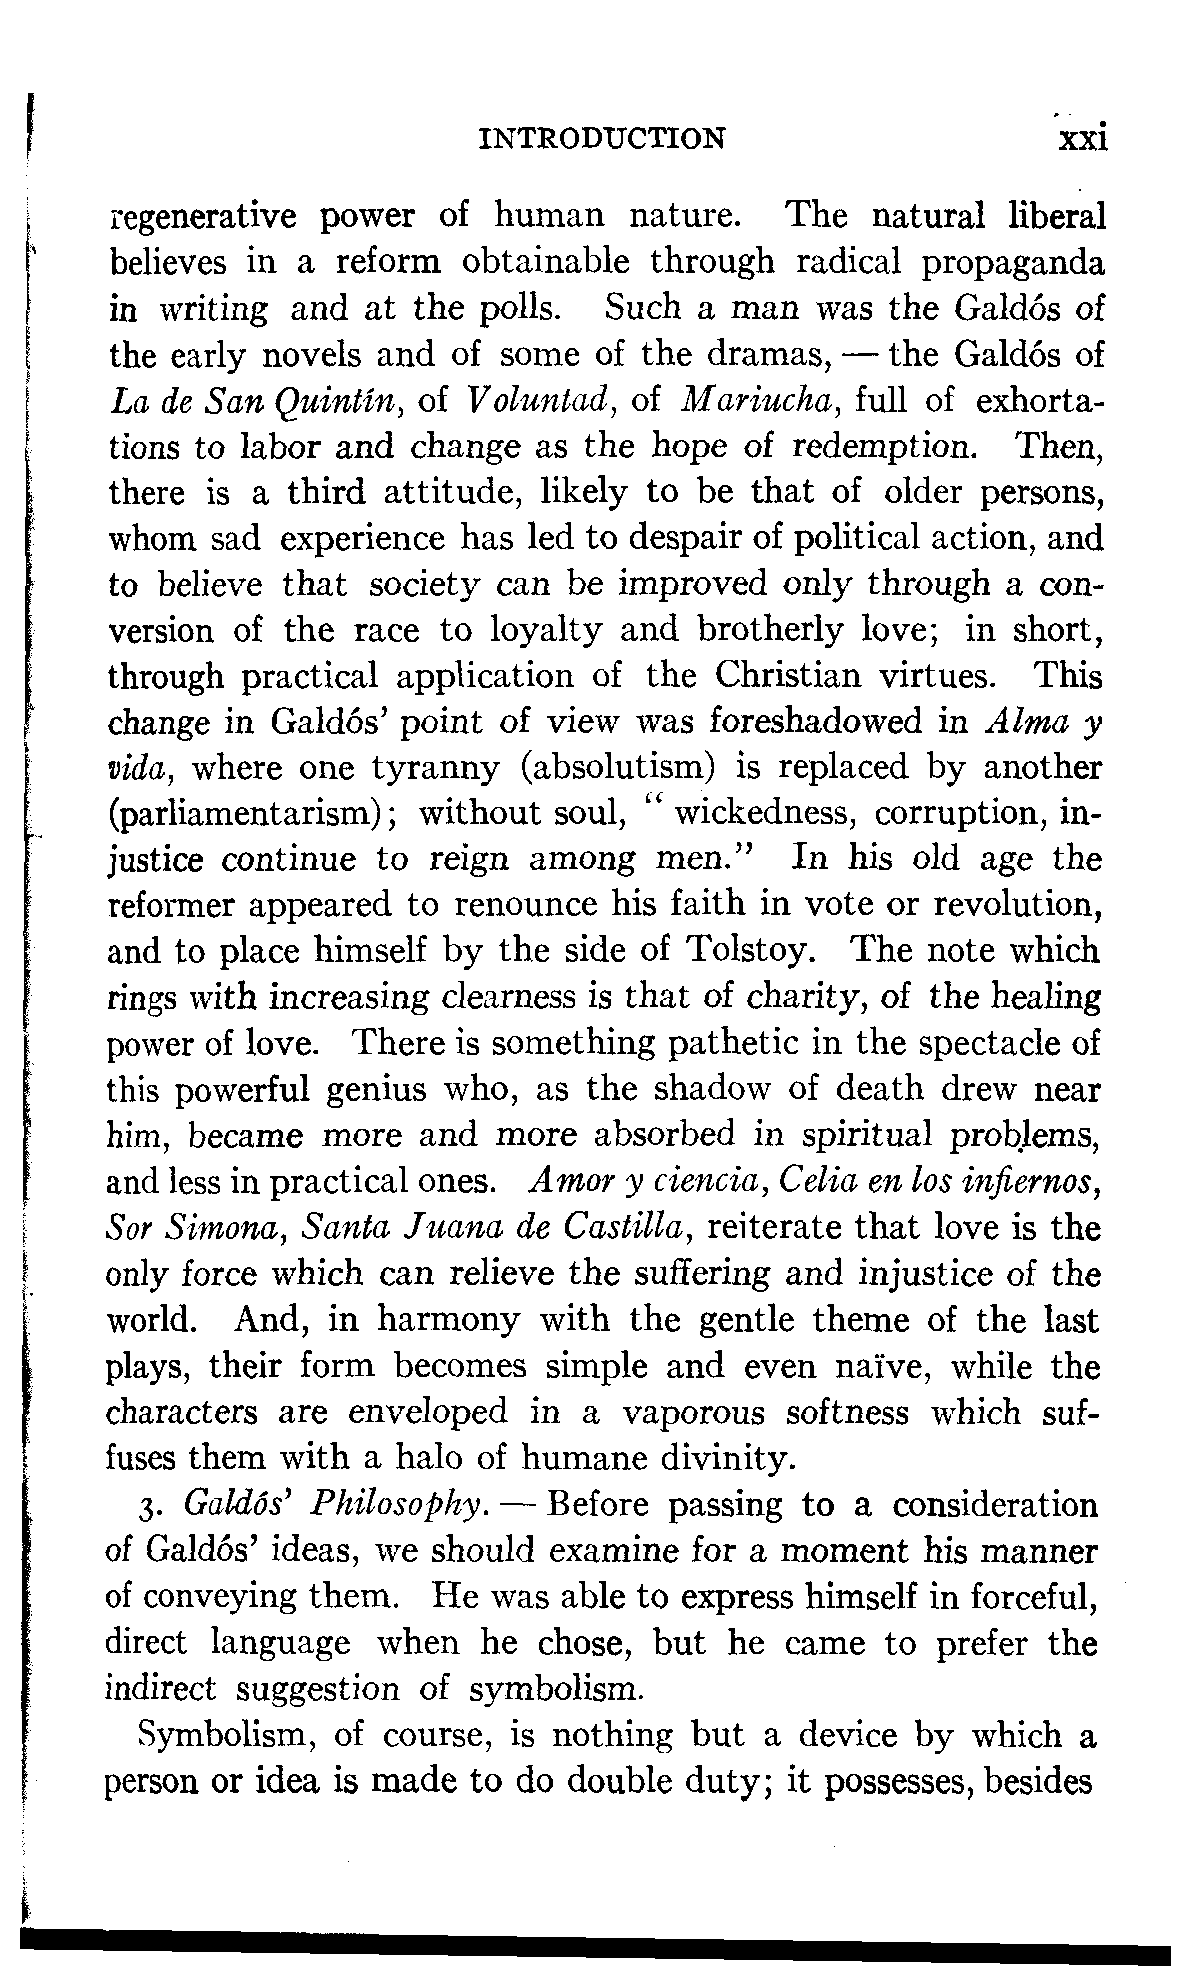 INTRODUCTION xxi
regenerative power of human nature. The natural liberal
believes in a reform obtainable through radical propaganda
in writing and at the polls. Such a man was the Galdós of
the early novels and of some of the dramas, — the Galdós of
La de San Quintín, of Voluntad, of Mariucha, full of exhorta-
tions to labor and change as the hope of redemption. Then,
there is a third attitude, likely to be that of older persons,
whom sad experience has led to despair of political action, and
to believe that society can be improved only through a con-
version of the race to loyalty and brotherly love; in short,
through practical application of the Christian virtues. This
change in Galdós’ point of view was foreshadowed in Alma y
vida, where one tyranny (absolutism) is replaced by another
(parliamentarism); without soul, “ wickedness, corruption, in-
justice continue to reign among men.” In his old age the
reformer appeared to renounce his faith in vote or revolution,
and to place himself by the side of Tolstoy. The note which
rings with increasing clearness is that of charity, of the healing
power of love. There is something pathetic in the spectacle of
this powerful genius who, as the shadow of death drew near
him, became more and more absorbed in spiritual problems,
and less in practical ones. Amor y ciencia, Celia en los infiernos,
Sor Simona, Santa Juana de Castilla, reiterate that love is the
only force which can relieve the suffering and injustice of the
world. And, in harmony with the gentle theme of the last
plays, their form becomes simple and even naïve, while the
characters are enveloped in a vaporous softness which suf-
fuses them with a halo of humane divinity.
3. Galdós’ Philosophy. — Before passing to a consideration
of Galdós’ ideas, we should examine for a moment his manner
of conveying them. He was able to express himself in forceful,
direct language when he chose, but he came to prefer the
indirect suggestion of symbolism.
Symbolism, of course, is nothing but a device by which a
person or idea is made to do double duty; it possesses, besides